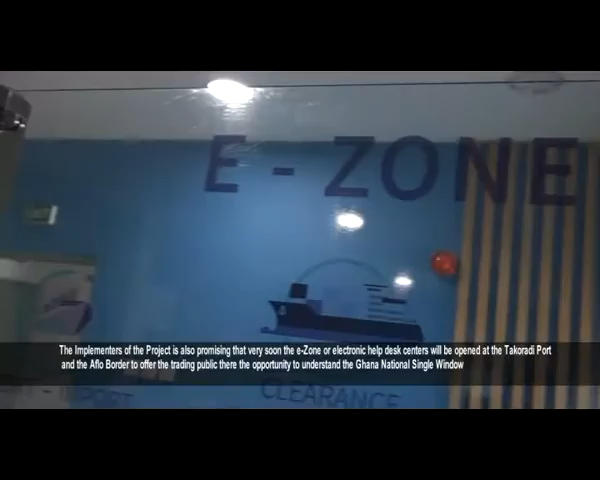 E - ZONE
The Implementers of the Project is also promising that very soon the e-Zone or electronic help desk centers will be opened at the Takoradi Port
and the Aflo Border to offer the trading public there the opportunity to understand the Ghana National Single Window
CLEARANCE